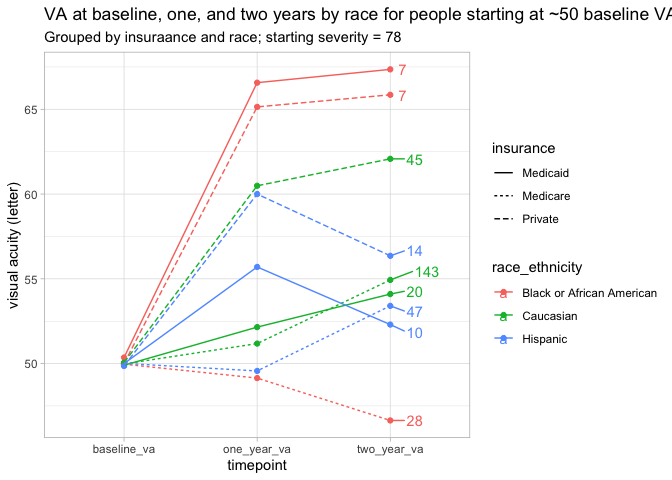 VA at baseline, one, and two years by race for people starting at ~50 baseline VA
Grouped by insuraance and race; starting severity = 78
visual acuity (letter)
65
60
55
50
7
7
45
14
143
20
47
10
28
baseline_va
one_year_va
two_year_va
timepoint
insurance
Medicaid
Medicare
Private
race_ethnicity
a Black or African American
a Caucasian
a Hispanic